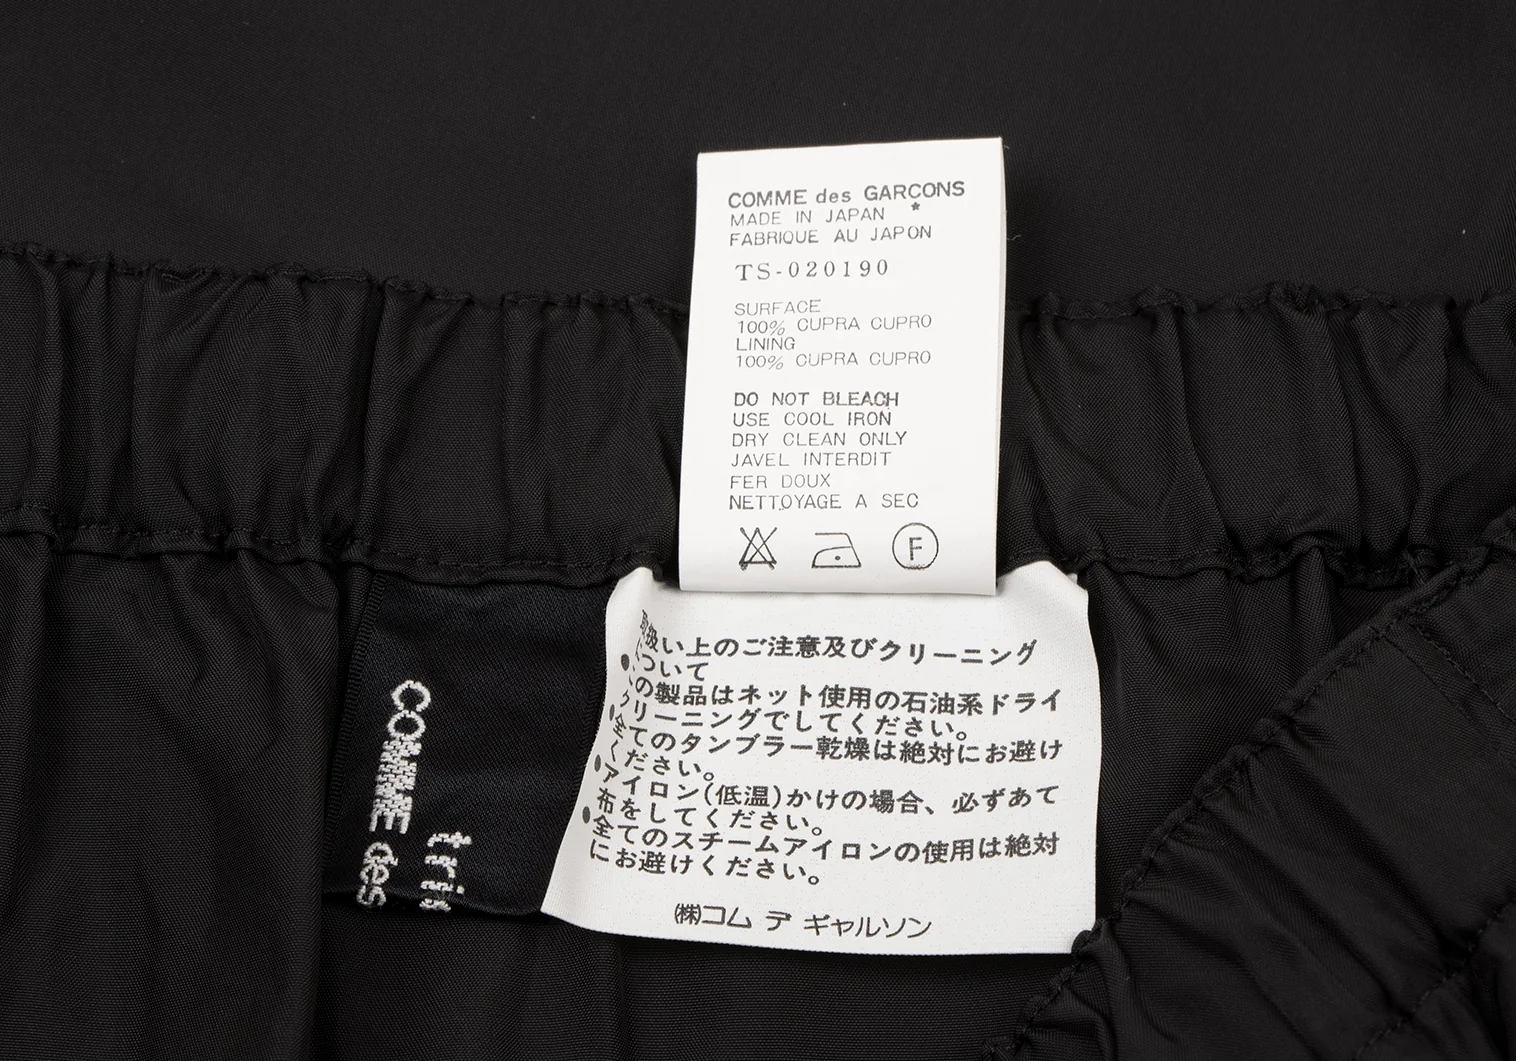 COMME des GARÇONS
MADE IN JAPAN *
FABRIQUE AU JAPON
TS-020190
SURFACE
100% CUPRA CUPRO
LINING
100% CUPRA CUPRO
DO NOT BLEACH
USE COOL IRON
DRY CLEAN ONLY
JAVEL INTERDIT
FER DOUX
NETTOYAGE A SEC
F
取扱い上のご注意及びクリーニング
について
●この製品はネット使用の石油系ドライ
クリーニングでしてください。
●全てのタンブラー乾燥は絶対にお避け
ください。
●アイロン(低温)かけの場合、必ずあて
布をしてください。
●全てのスチームアイロンの使用は絶対
にお避けください。
㈱コム デ ギャルソン
COMME des
tri